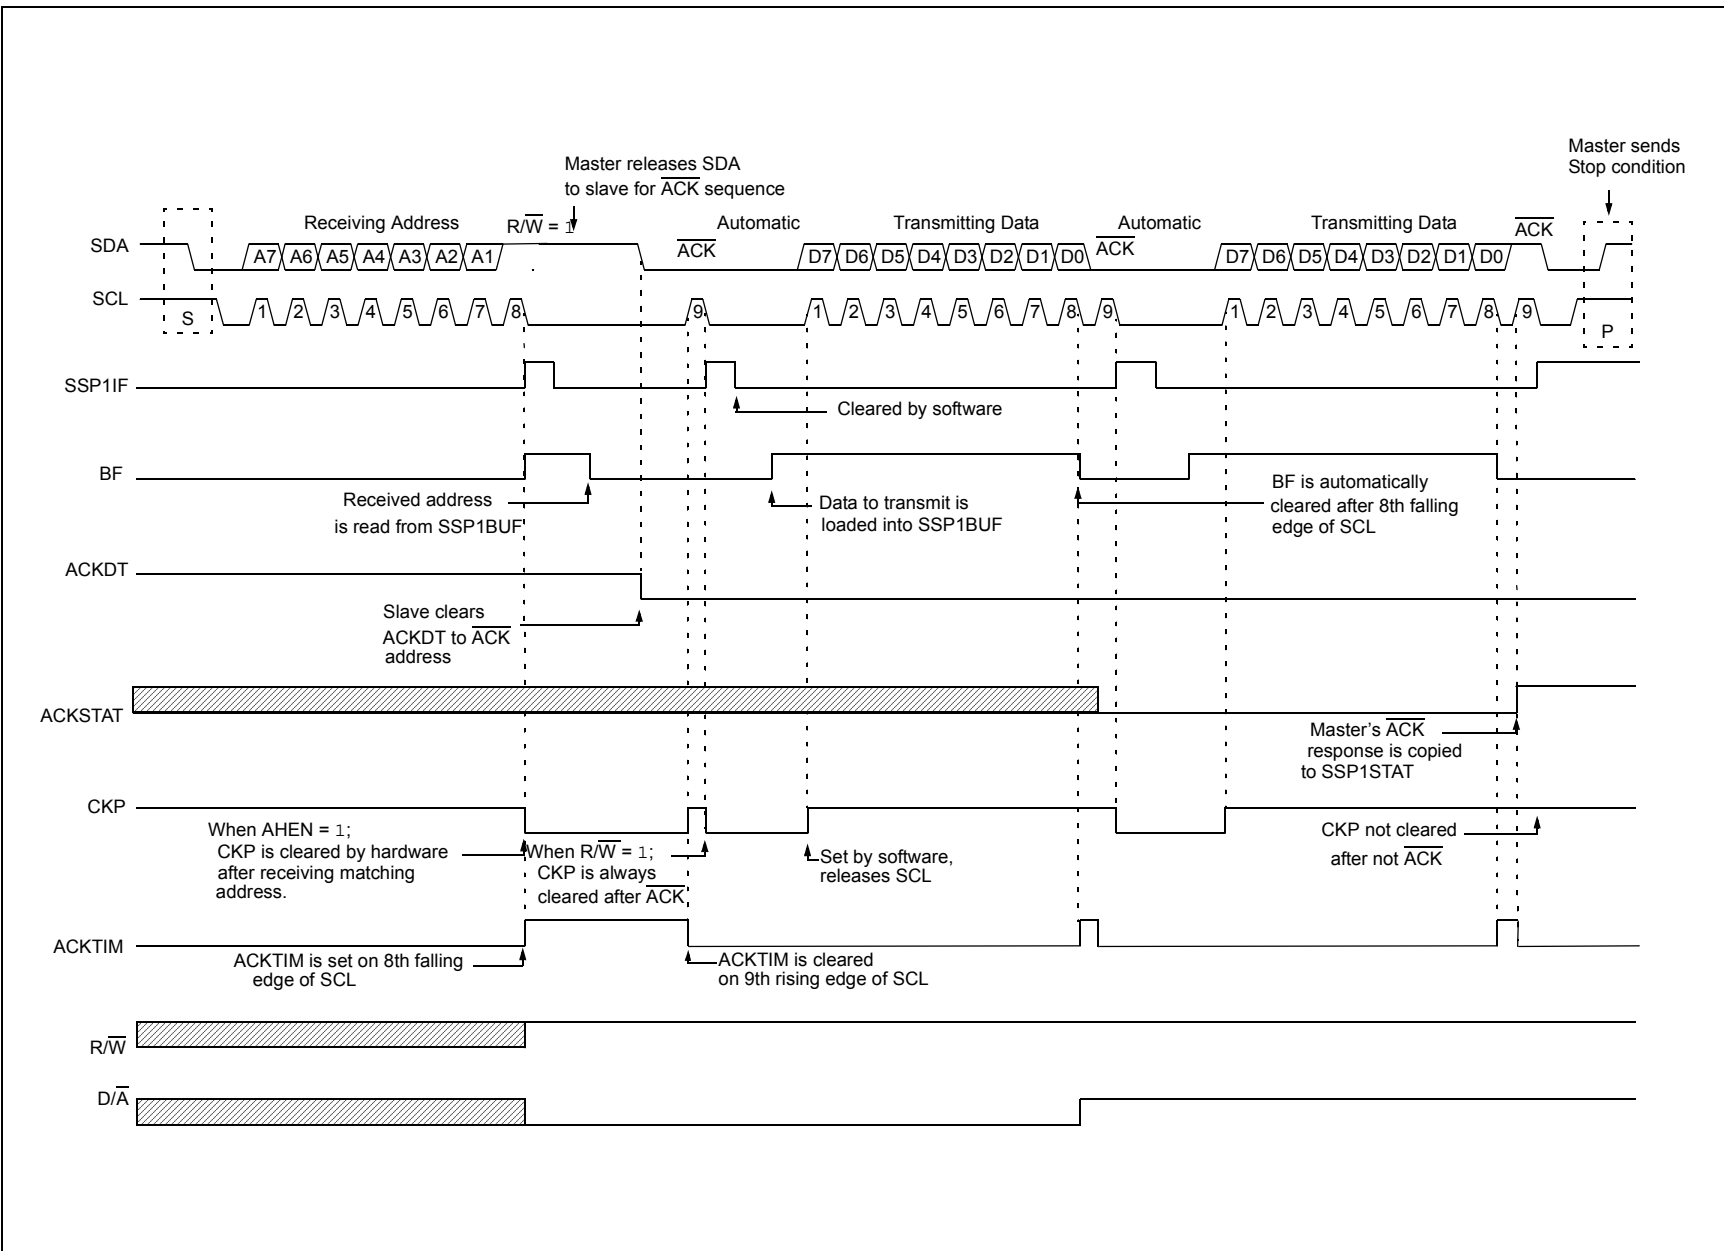 Master sends
Stop condition
Master releases SDA
to slave for ACK sequence
Receiving Address
R/W = 1
Automatic
Transmitting Data
Automatic
Transmitting Data
ACK
SDA
A7 A6 A5 A4 A3 A2 A1
ACK
D7 D6 D5 D4 D3 D2 D1 D0
ACK
D7 D6 D5 D4 D3 D2 D1 D0
SCL
S
1 2 3 4 5 6 7 8 9
1 2 3 4 5 6 7 8 9
1 2 3 4 5 6 7 8 9
P
SSP1IF
Cleared by software
BF
Received address
is read from SSP1BUF
Data to transmit is
loaded into SSP1BUF
BF is automatically
cleared after 8th falling
edge of SCL
ACKDT
Slave clears
ACKDT to ACK
address
ACKSTAT
Master's ACK
response is copied
to SSP1STAT
CKP
When AHEN = 1;
CKP is cleared by hardware
after receiving matching
address.
When R/W = 1;
CKP is always
cleared after ACK
Set by software,
releases SCL
CKP not cleared
after not ACK
ACKTIM
ACKTIM is set on 8th falling
edge of SCL
ACKTIM is cleared
on 9th rising edge of SCL
R/W
D/A